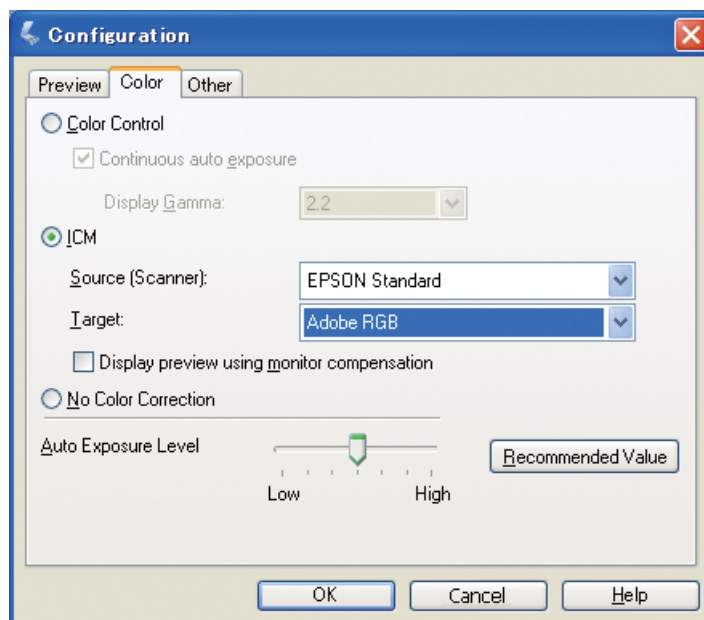 Configuration
Preview Color Other
Color Control
Continuous auto exposure
Display Gamma: 2.2
ICM
Source (Scanner): EPSON Standard
Target: Adobe RGB
Display preview using monitor compensation
No Color Correction
Auto Exposure Level
Recommended Value
Low High
OK Cancel Help